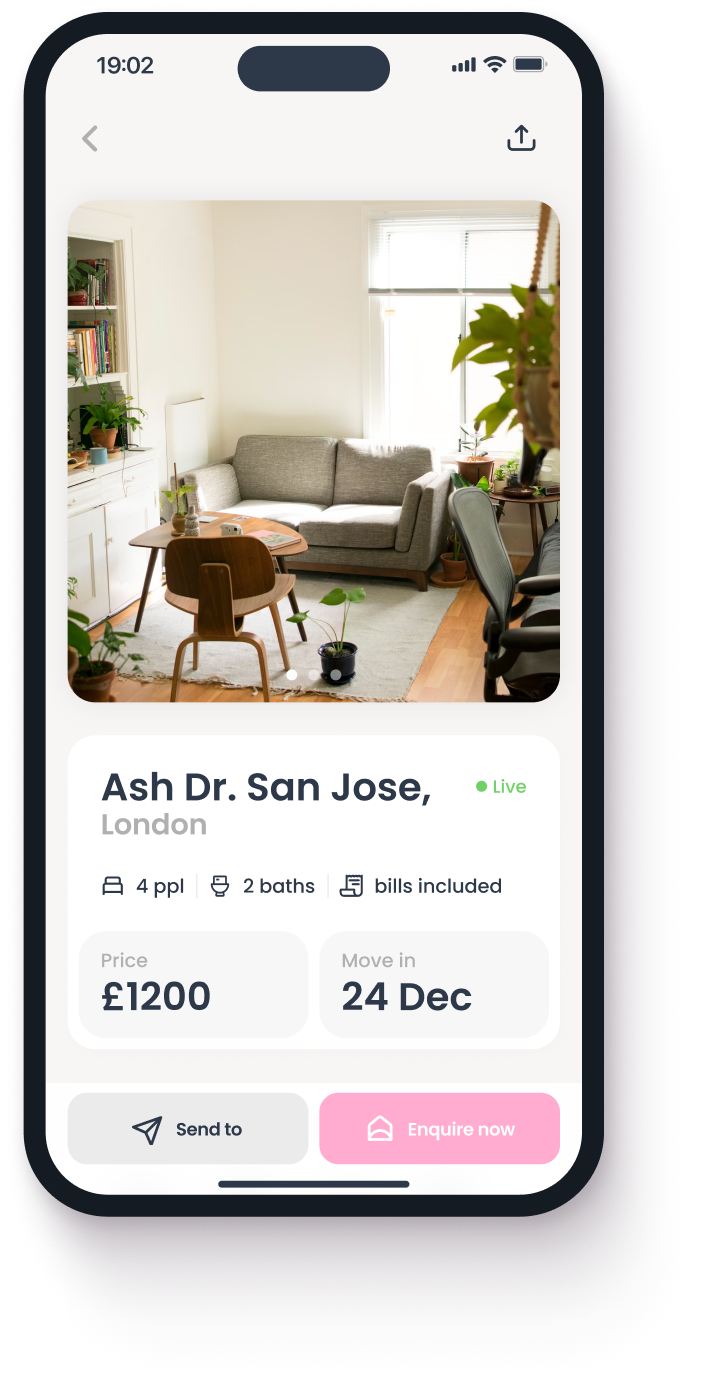 19:02
Ash Dr. San Jose,
Live
London
4 ppl
2 baths
bills included
Price
Move in
£1200
24 Dec
Send to
Enquire now